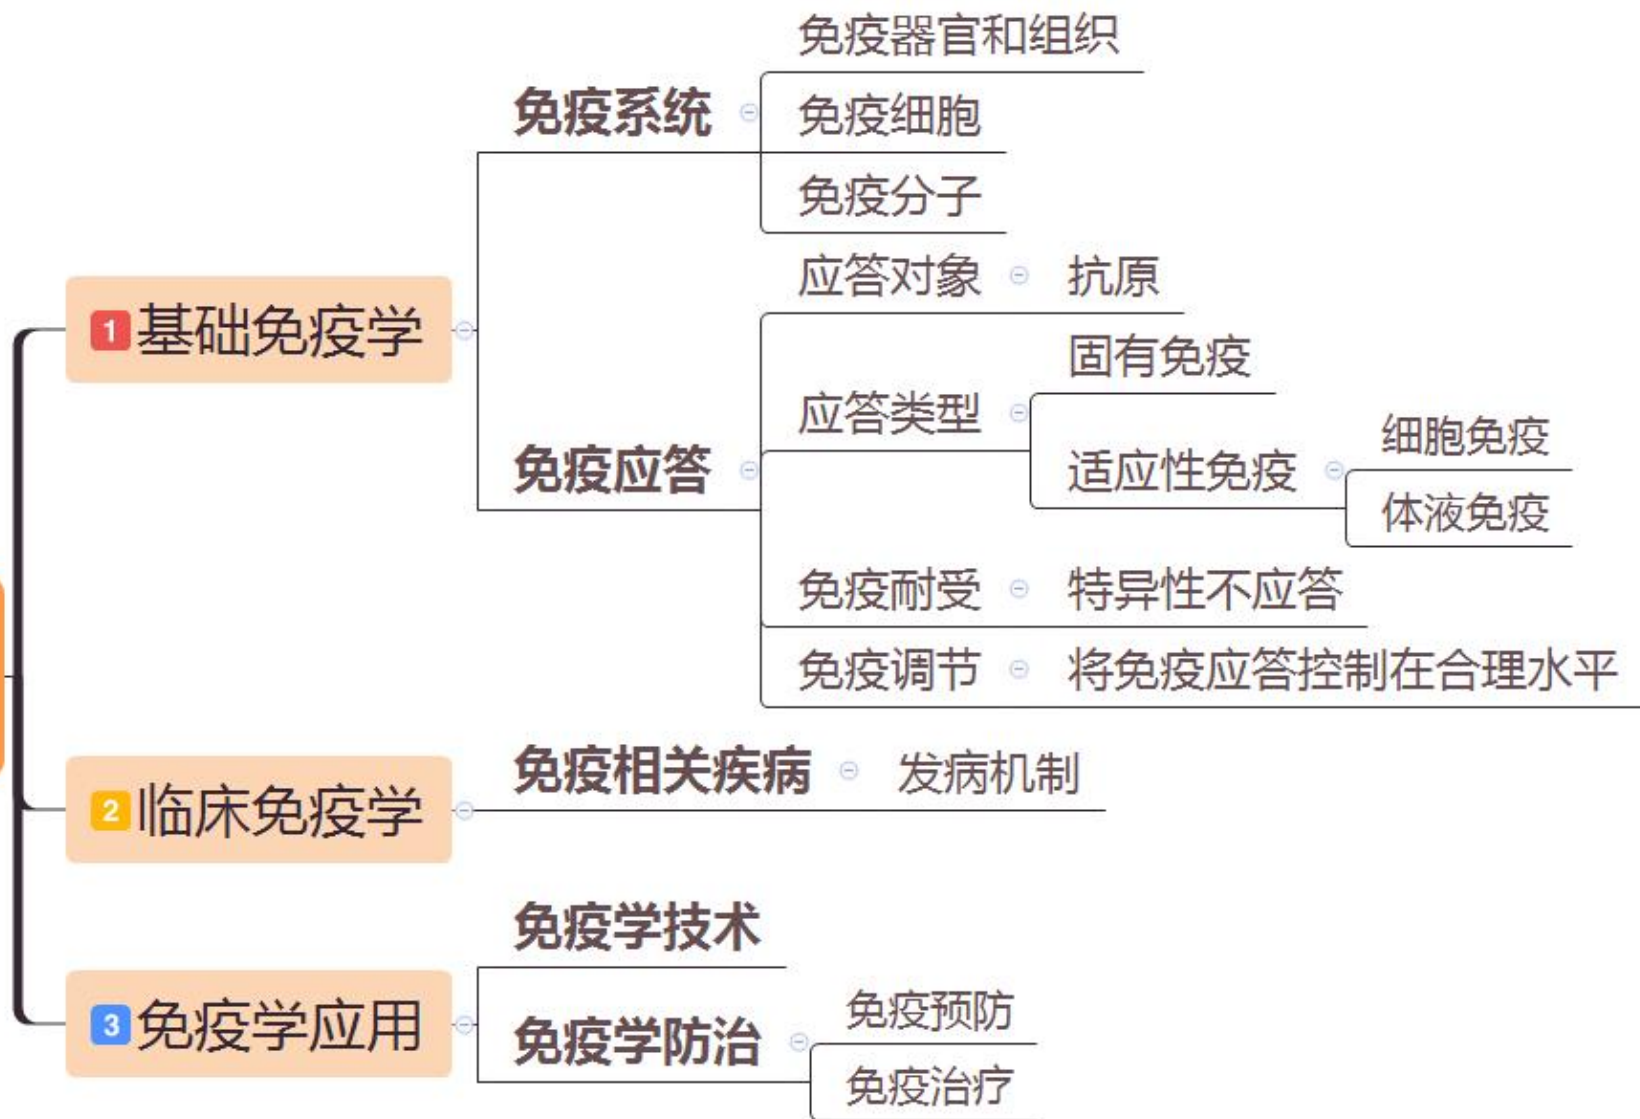 1 基础免疫学
免疫系统
免疫器官和组织
免疫细胞
免疫分子
免疫应答
应答对象
抗原
应答类型
固有免疫
适应性免疫
细胞免疫
体液免疫
免疫耐受
特异性不应答
免疫调节
将免疫应答控制在合理水平
2 临床免疫学
免疫相关疾病
发病机制
3 免疫学应用
免疫学技术
免疫学防治
免疫预防
免疫治疗